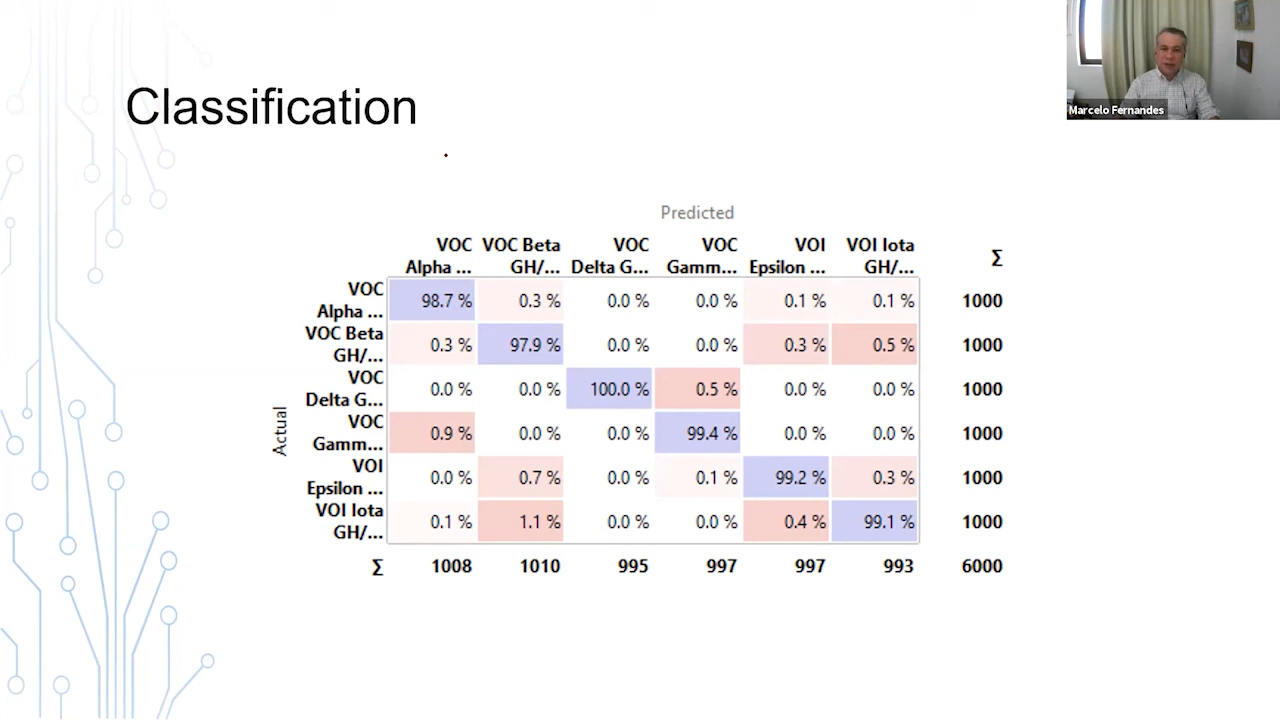 Marcelo Fernandes
Classification
Predicted
VOC VOC Beta VOC VOC VOI VOI Iota Σ
Alpha ... GH/... Delta G... Gamm... Epsilon ... GH/...
Actual
VOC
Alpha ... 98.7 % 0.3 % 0.0 % 0.0 % 0.1 % 0.1 % 1000
VOC Beta
GH/... 0.3 % 97.9 % 0.0 % 0.0 % 0.3 % 0.5 % 1000
VOC
Delta G... 0.0 % 0.0 % 100.0 % 0.5 % 0.0 % 0.0 % 1000
VOC
Gamm... 0.9 % 0.0 % 0.0 % 99.4 % 0.0 % 0.0 % 1000
VOI
Epsilon ... 0.0 % 0.7 % 0.0 % 0.1 % 99.2 % 0.3 % 1000
VOI Iota
GH/... 0.1 % 1.1 % 0.0 % 0.0 % 0.4 % 99.1 % 1000
Σ 1008 1010 995 997 997 993 6000